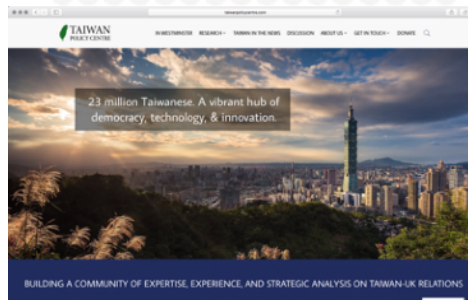 taiwanpolicycentre.com
TAIWAN
POLICY CENTRE
IN WESTMINSTER RESEARCH TAIWAN IN THE NEWS DISCUSSION ABOUT US GET IN TOUCH DONATE
23 million Taiwanese. A vibrant hub of
democracy, technology, & innovation.
BUILDING A COMMUNITY OF EXPERTISE, EXPERIENCE, AND STRATEGIC ANALYSIS ON TAIWAN-UK RELATIONS